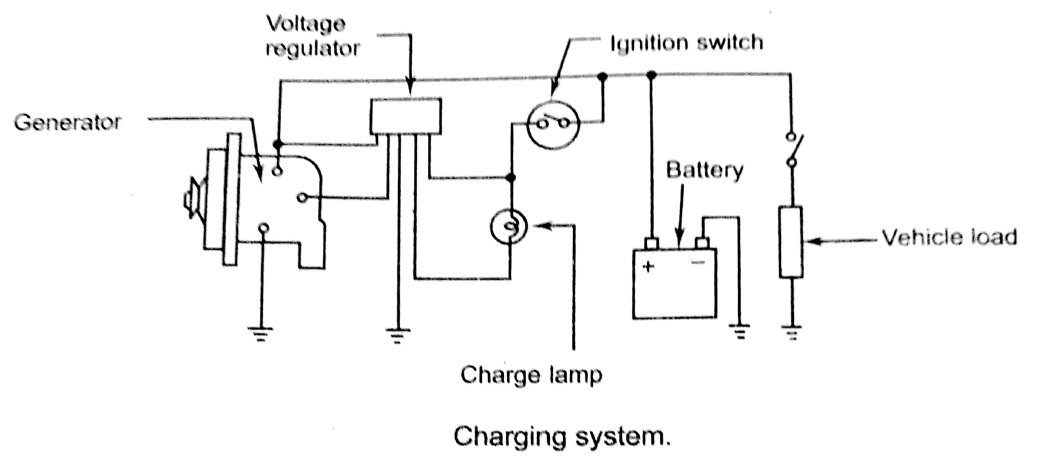 Voltage
regulator
Ignition switch
Generator
Battery
+
−
Vehicle load
Charge lamp
Charging system.